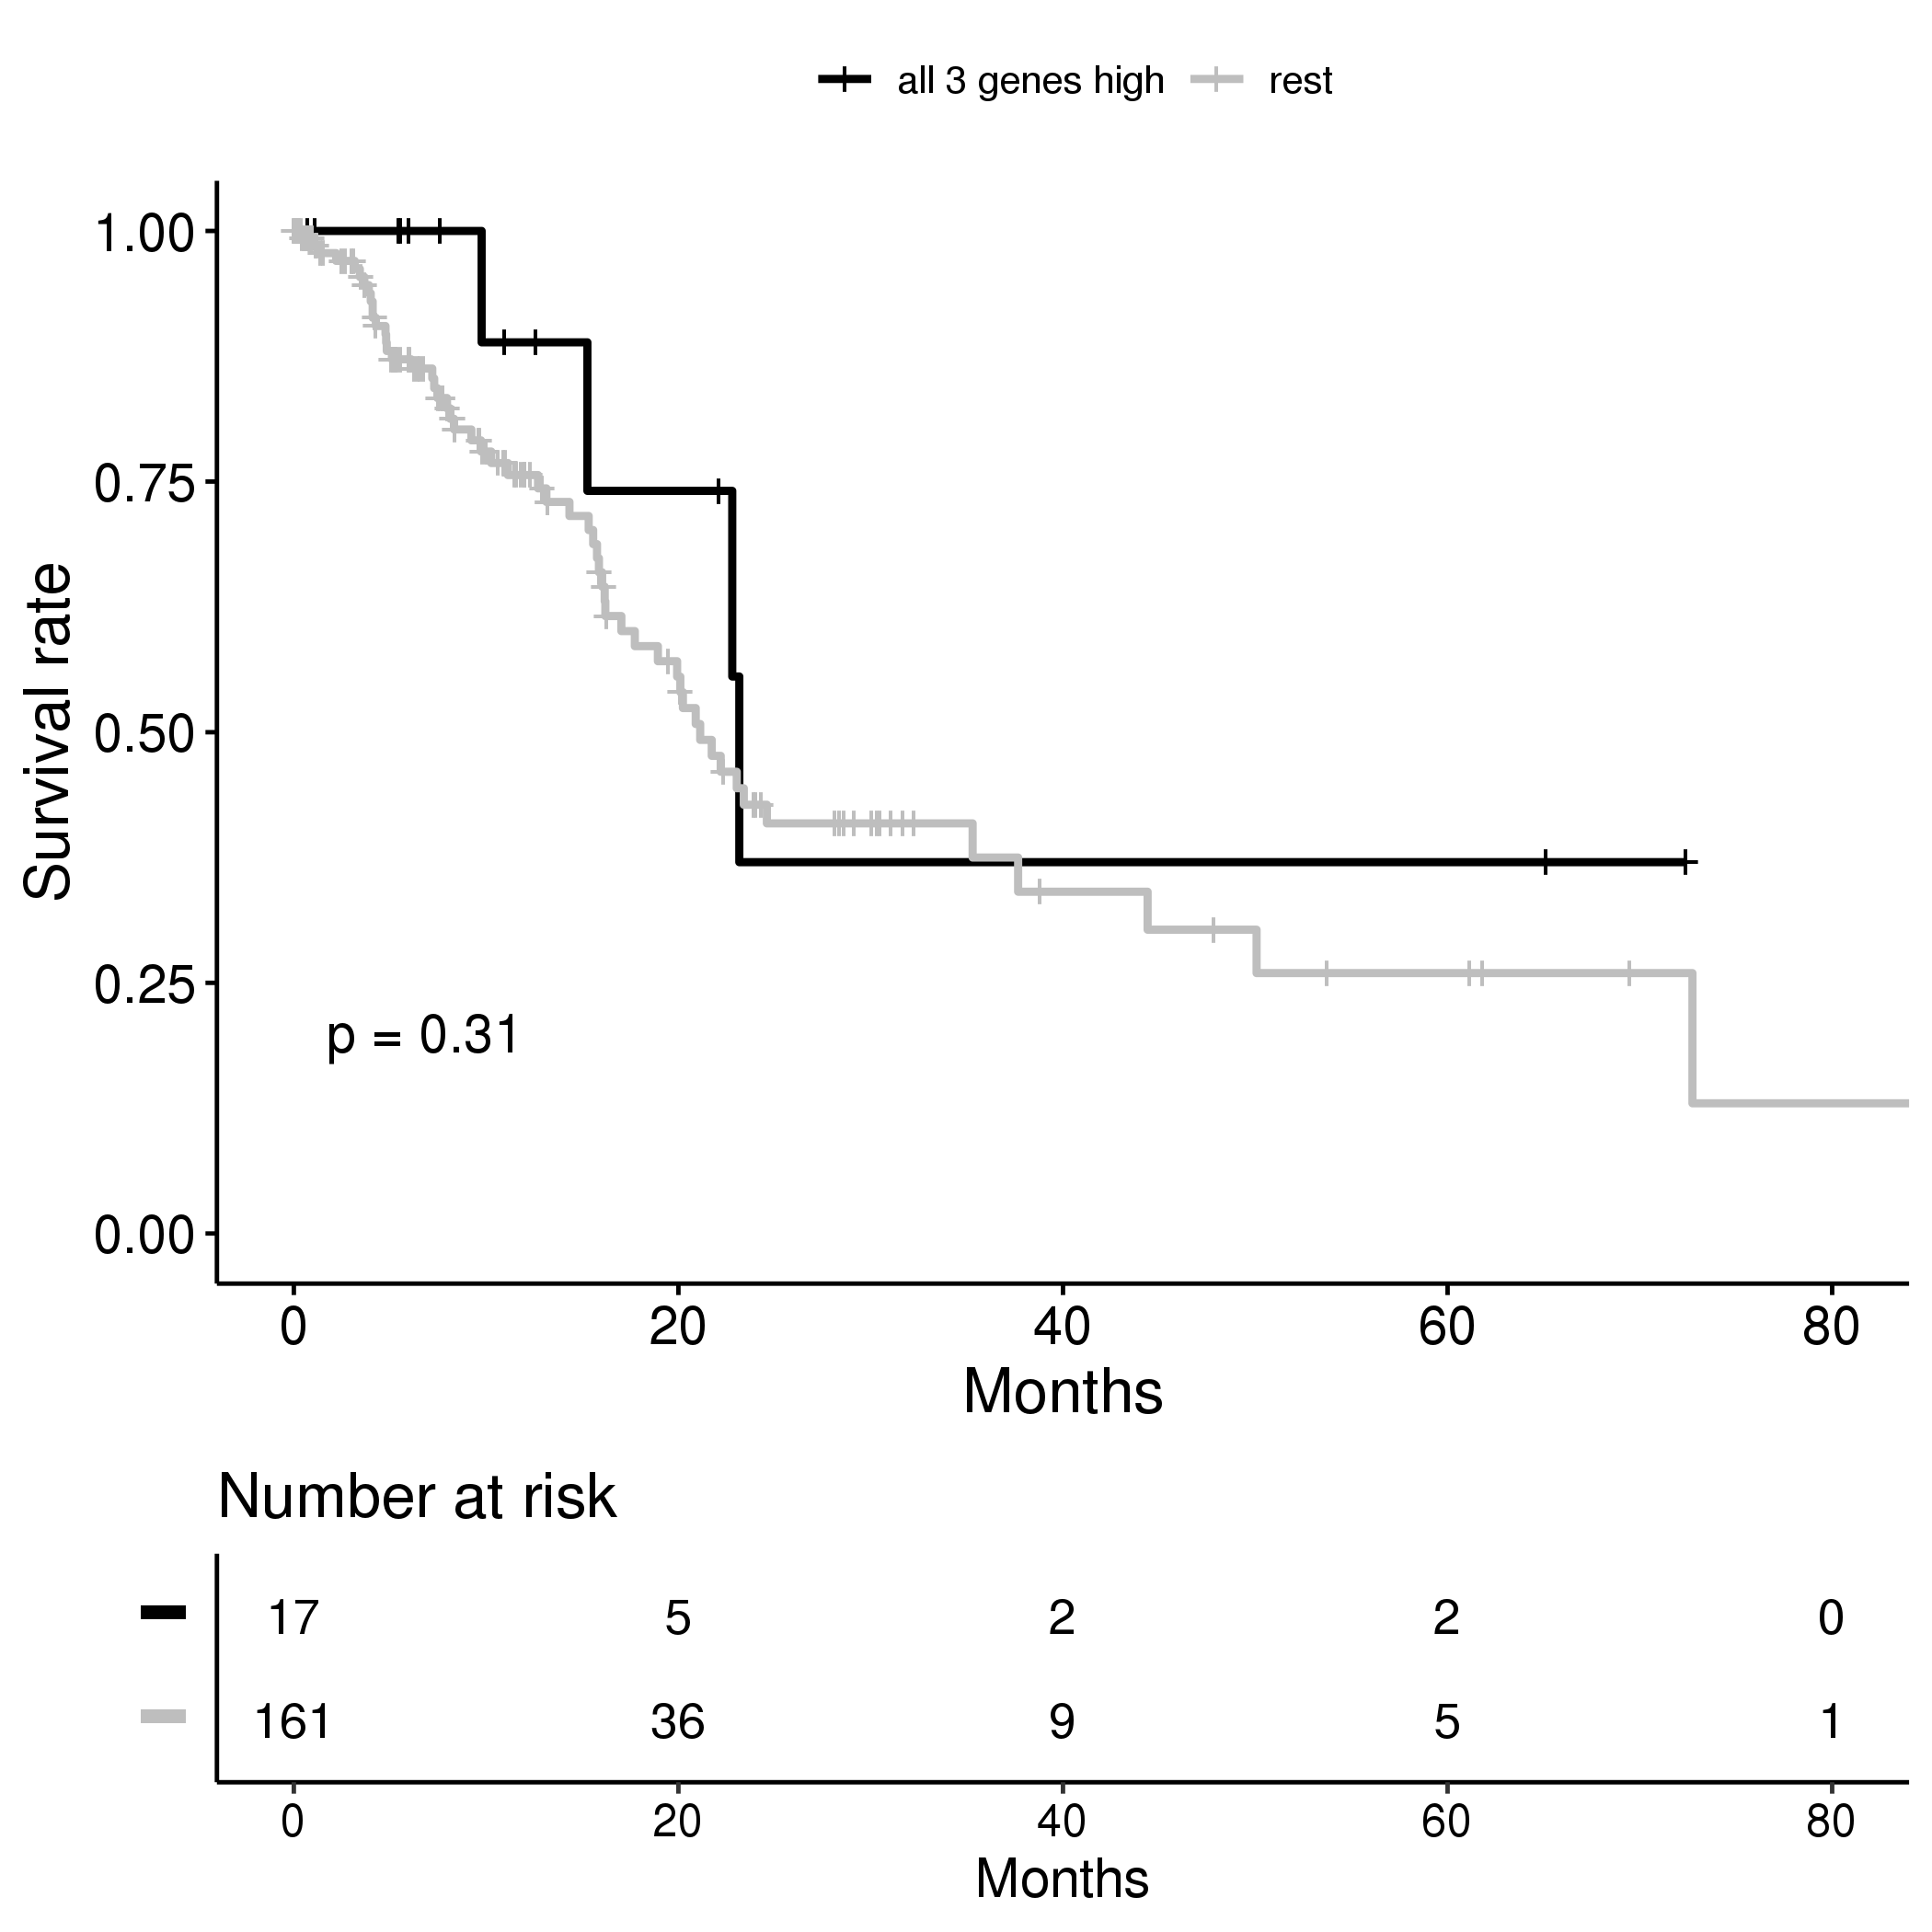 all 3 genes high rest
1.00
0.75
0.50
0.25
0.00
Survival rate
p = 0.31
0 20 40 60 80
Months
Number at risk
17 5 2 2 0
161 36 9 5 1
0 20 40 60 80
Months